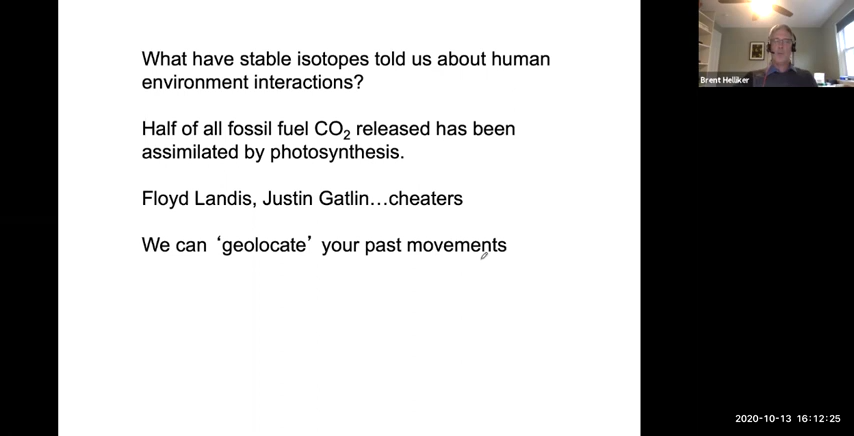 What have stable isotopes told us about human
environment interactions?
Half of all fossil fuel CO₂ released has been
assimilated by photosynthesis.
Floyd Landis, Justin Gatlin…cheaters
We can ‘geolocate’ your past movements
Brent Helliker
2020-10-13 16:12:25